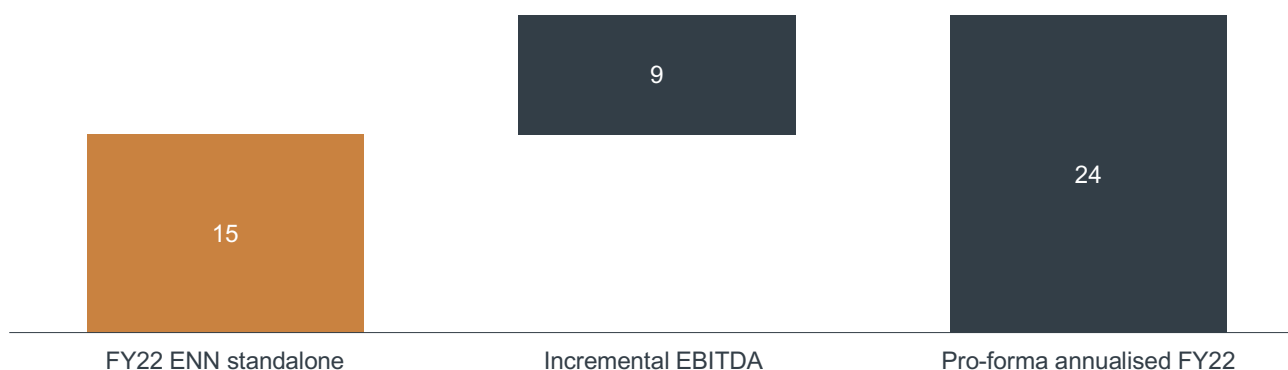 9
24
15
FY22 ENN standalone
Incremental EBITDA
Pro-forma annualised FY22